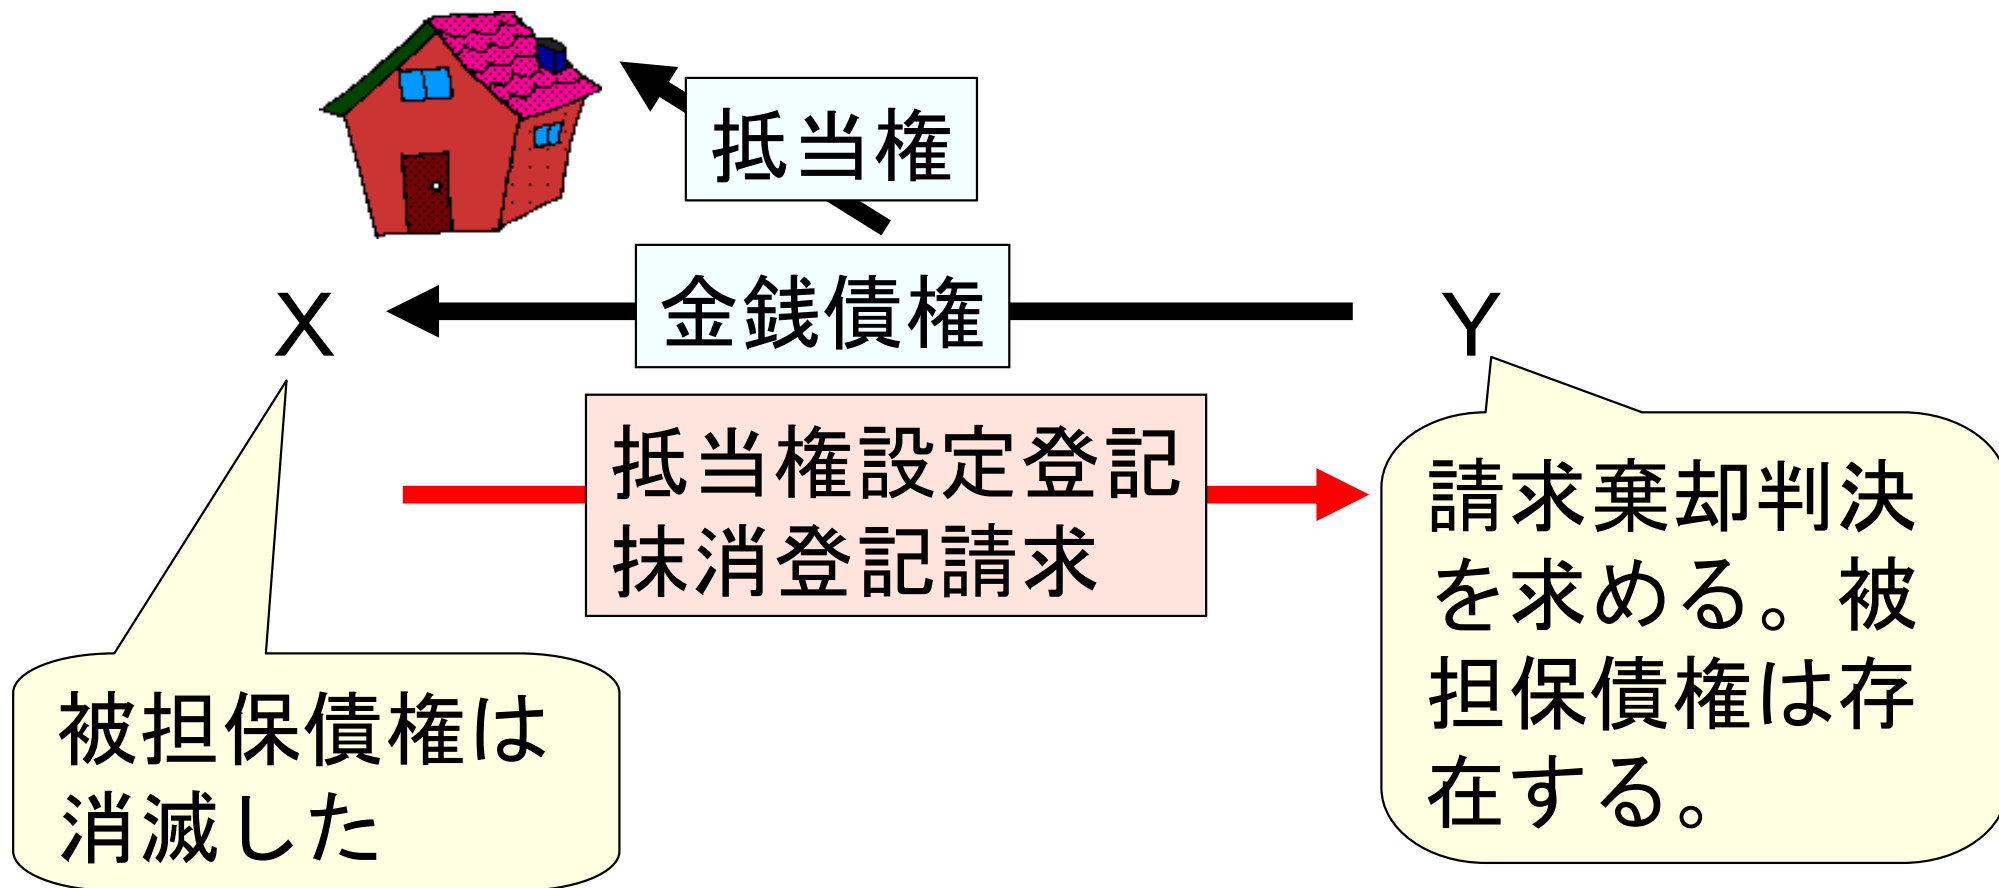 抵当権
X
金銭債権
Y
抵当権設定登記
抹消登記請求
被担保債権は
消滅した
請求棄却判決
を求める。被
担保債権は存
在する。